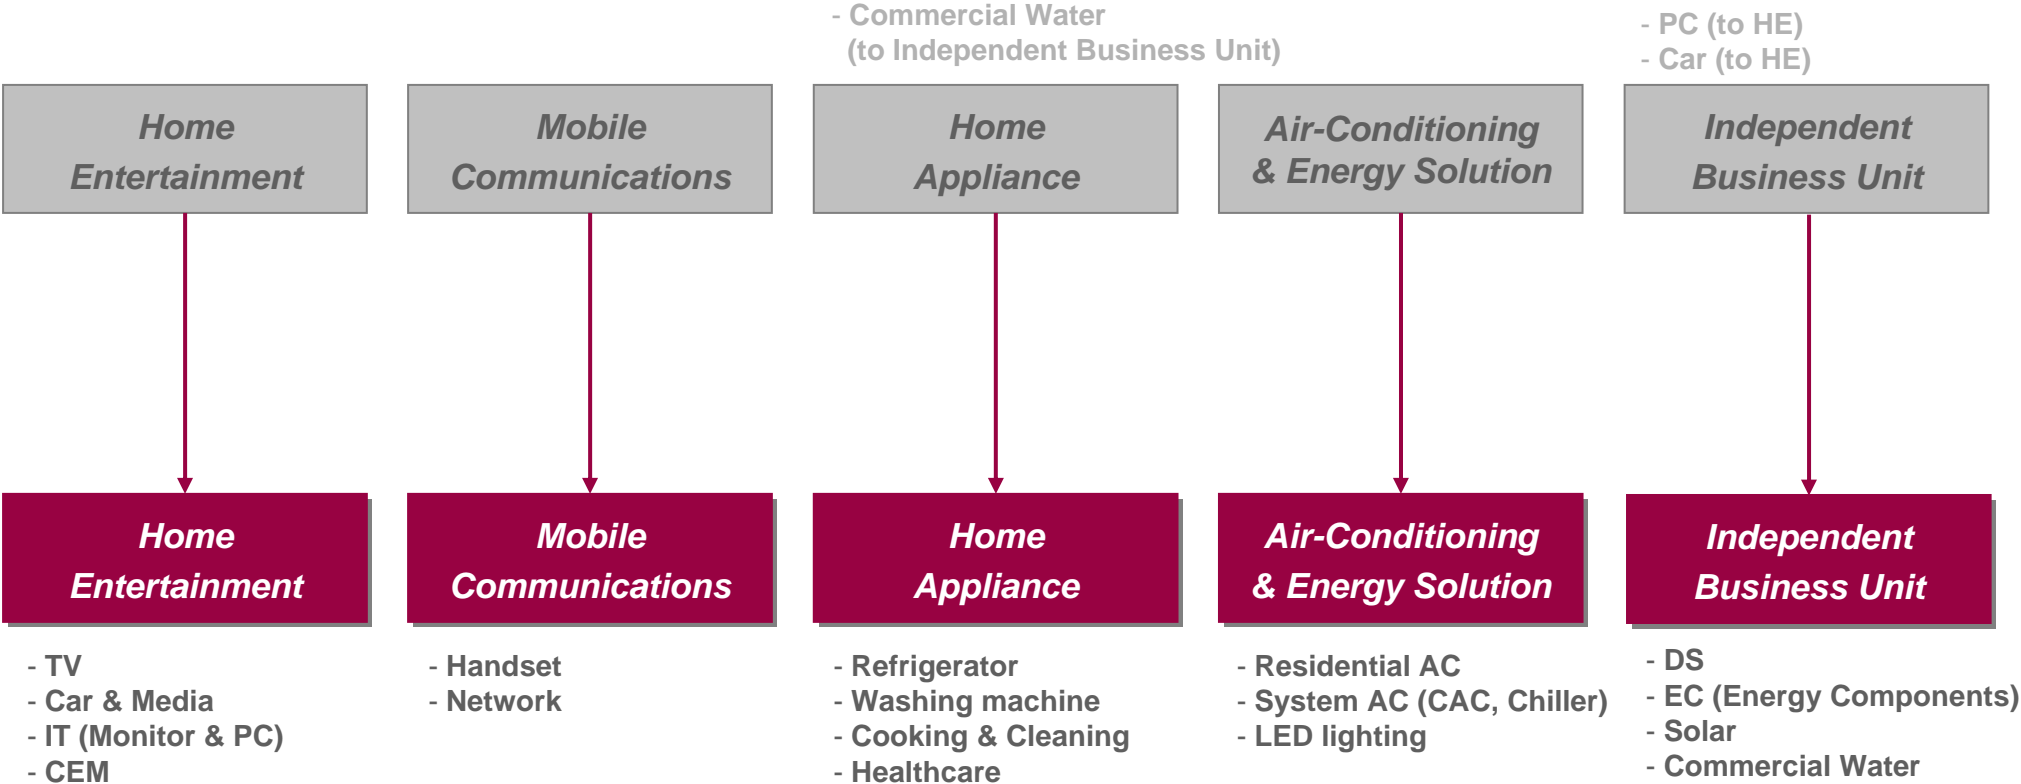 - Commercial Water
(to Independent Business Unit)
- PC (to HE)
- Car (to HE)
Home
Entertainment
Mobile
Communications
Home
Appliance
Air-Conditioning
& Energy Solution
Independent
Business Unit
Home
Entertainment
Mobile
Communications
Home
Appliance
Air-Conditioning
& Energy Solution
Independent
Business Unit
- TV
- Car & Media
- IT (Monitor & PC)
- CEM
- Handset
- Network
- Refrigerator
- Washing machine
- Cooking & Cleaning
- Healthcare
- Residential AC
- System AC (CAC, Chiller)
- LED lighting
- DS
- EC (Energy Components)
- Solar
- Commercial Water